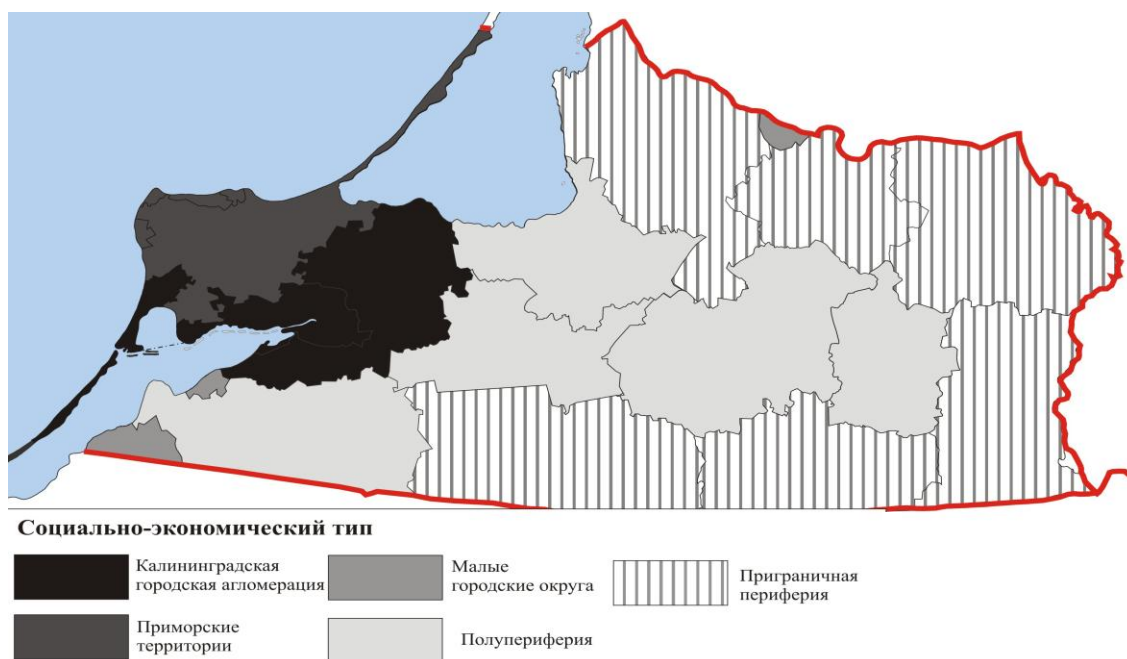 Социально-экономический тип
Калининградская
городская агломерация
Приморские
территории
Малые
городские округа
Полупериферия
Приграничная
периферия